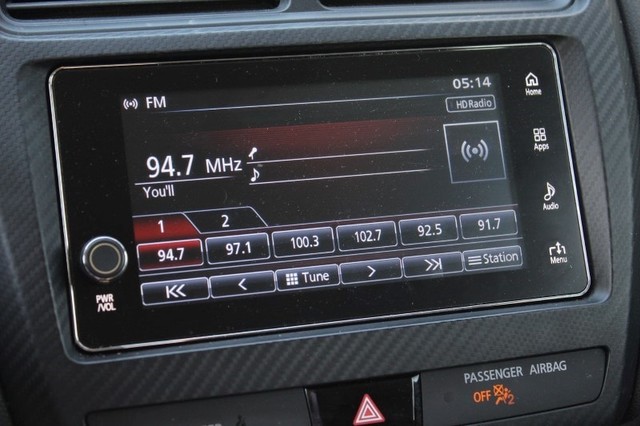 05:14
FM
HD Radio
Home
94.7 MHz
You'll
Apps
Audio
1 2
94.7 97.1 100.3 102.7 92.5 91.7
Tune
Station
Menu
PWR
/VOL
PASSENGER AIRBAG
OFF 2